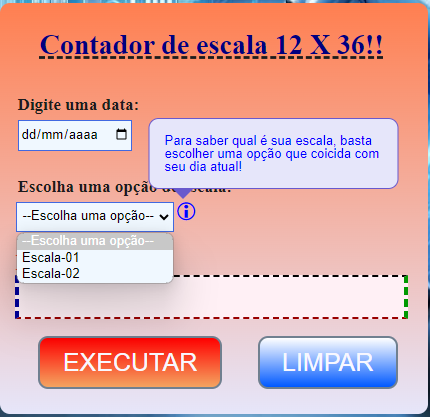 Contador de escala 12 X 36!!
Digite uma data:
dd/mm/aaaa
Para saber qual é sua escala, basta
escolher uma opção que coicida com
seu dia atual!
Escolha uma opção de escala:
--Escolha uma opção--
--Escolha uma opção--
Escala-01
Escala-02
EXECUTAR
LIMPAR